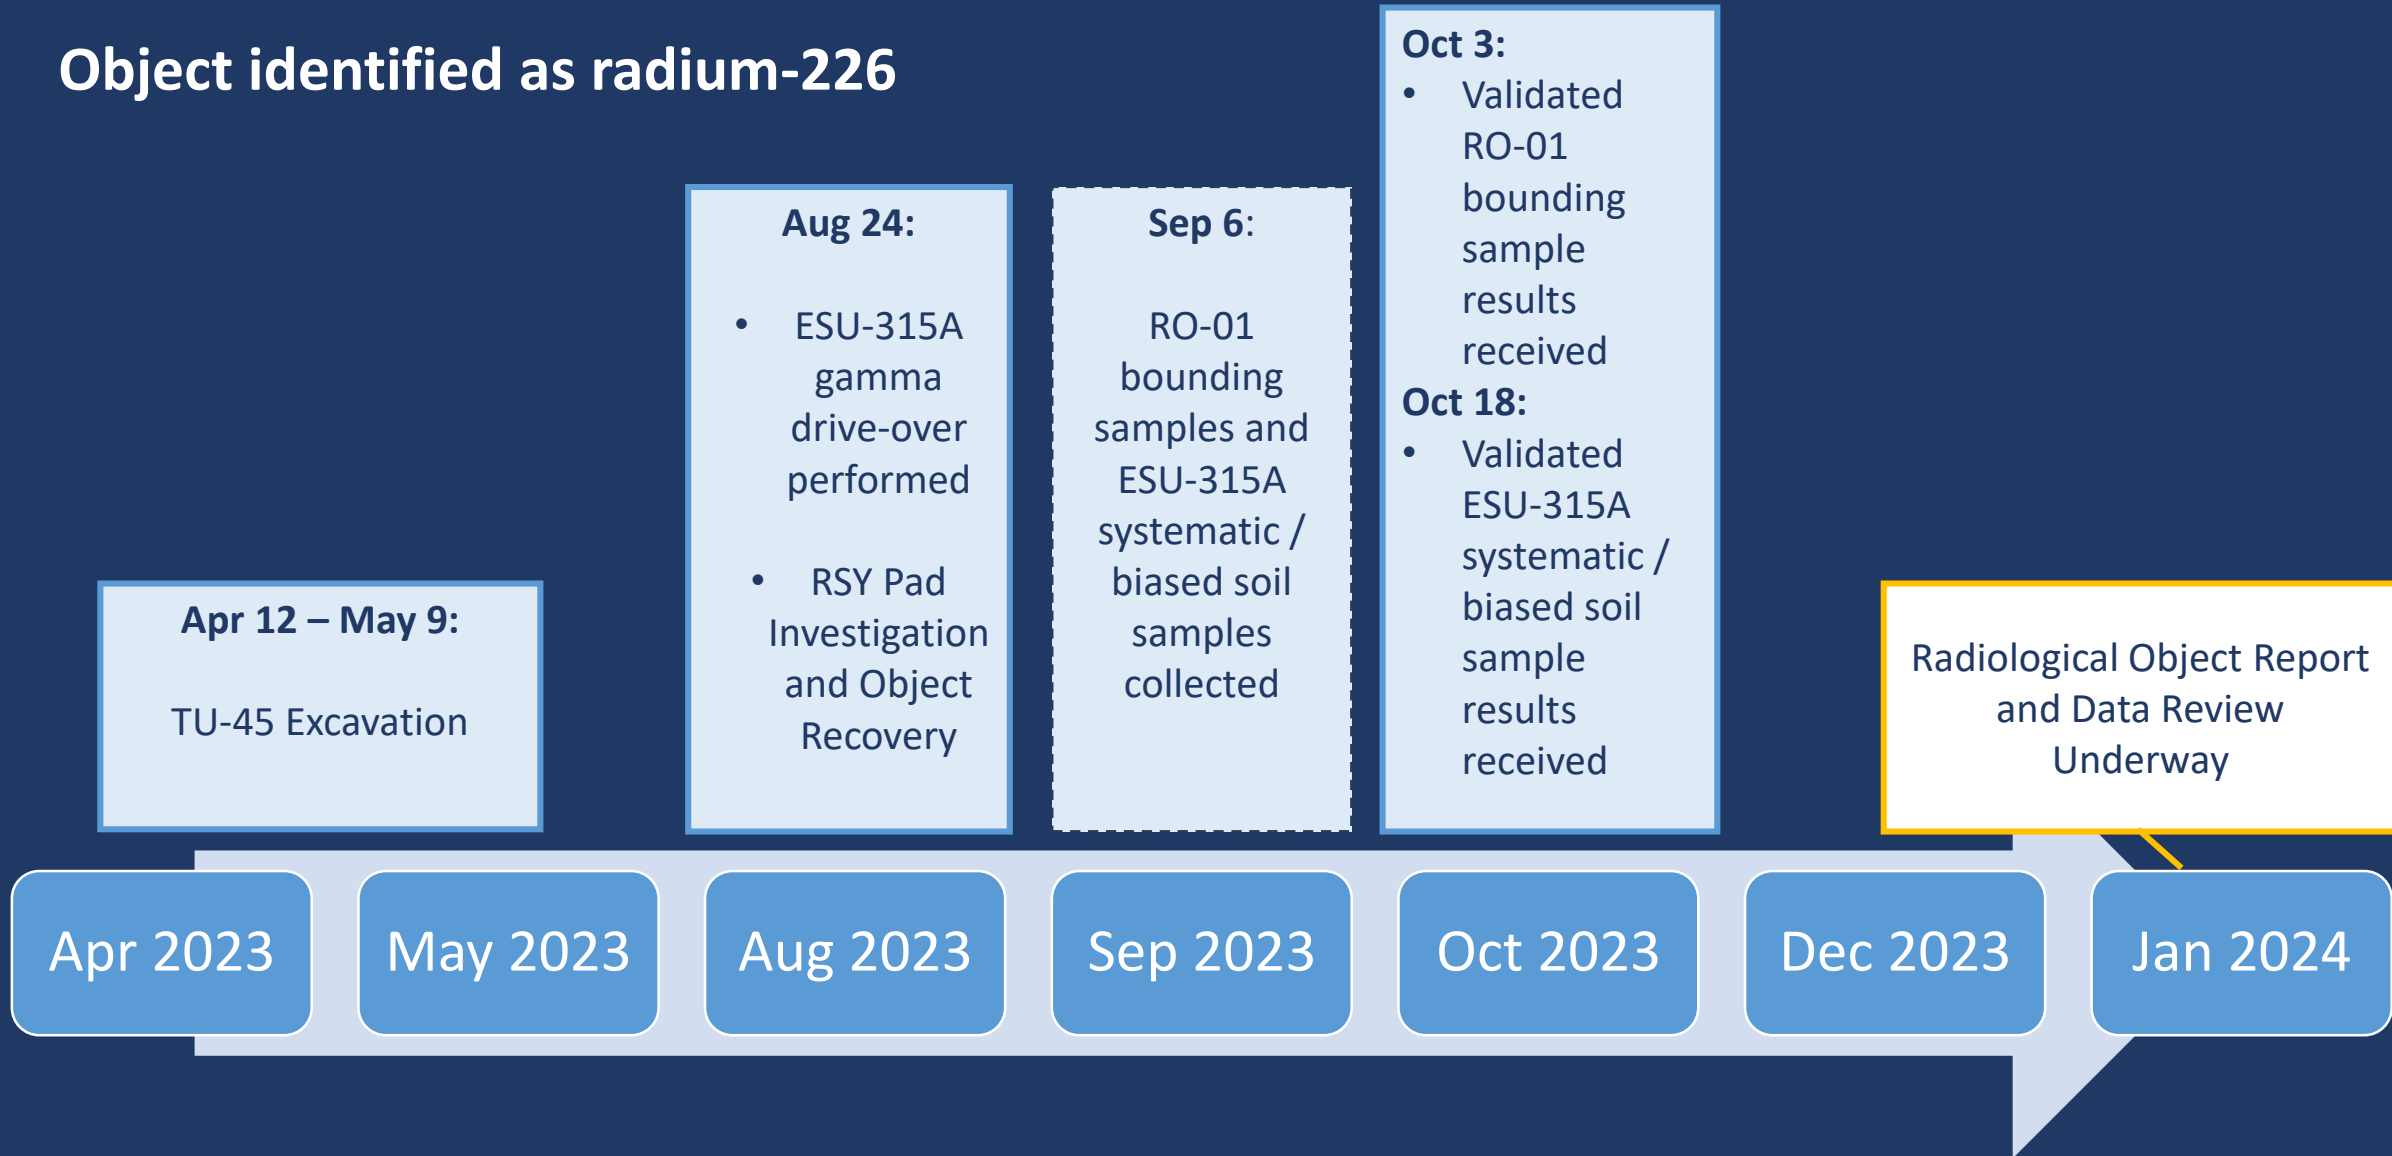 Object identified as radium-226
Apr 12 – May 9:
TU-45 Excavation
Aug 24:
• ESU-315A
gamma
drive-over
performed
• RSY Pad
Investigation
and Object
Recovery
Sep 6:
RO-01
bounding
samples and
ESU-315A
systematic /
biased soil
samples
collected
Oct 3:
• Validated
RO-01
bounding
sample
results
received
Oct 18:
• Validated
ESU-315A
systematic /
biased soil
sample
results
received
Radiological Object Report
and Data Review
Underway
Apr 2023
May 2023
Aug 2023
Sep 2023
Oct 2023
Dec 2023
Jan 2024